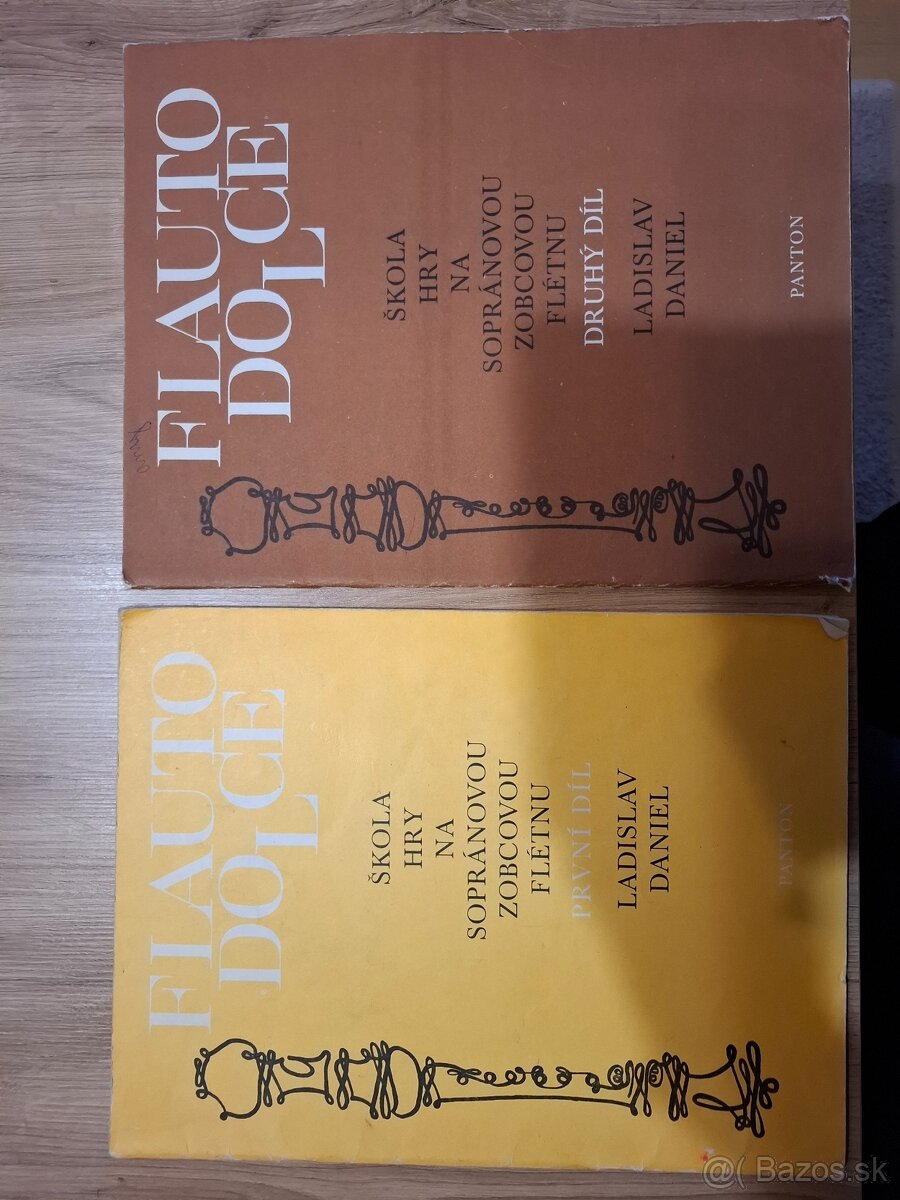 FLAUTO
DOLCE
ŠKOLA
HRY
NA
SOPRÁNOVOU
ZOBCOVOU
FLÉTNU
DRUHÝ DÍL
LADISLAV
DANIEL
PANTON
FLAUTO
DOLCE
ŠKOLA
HRY
NA
SOPRÁNOVOU
ZOBCOVOU
FLÉTNU
PRVNÍ DÍL
LADISLAV
DANIEL
PANTON
@( Bazos.sk